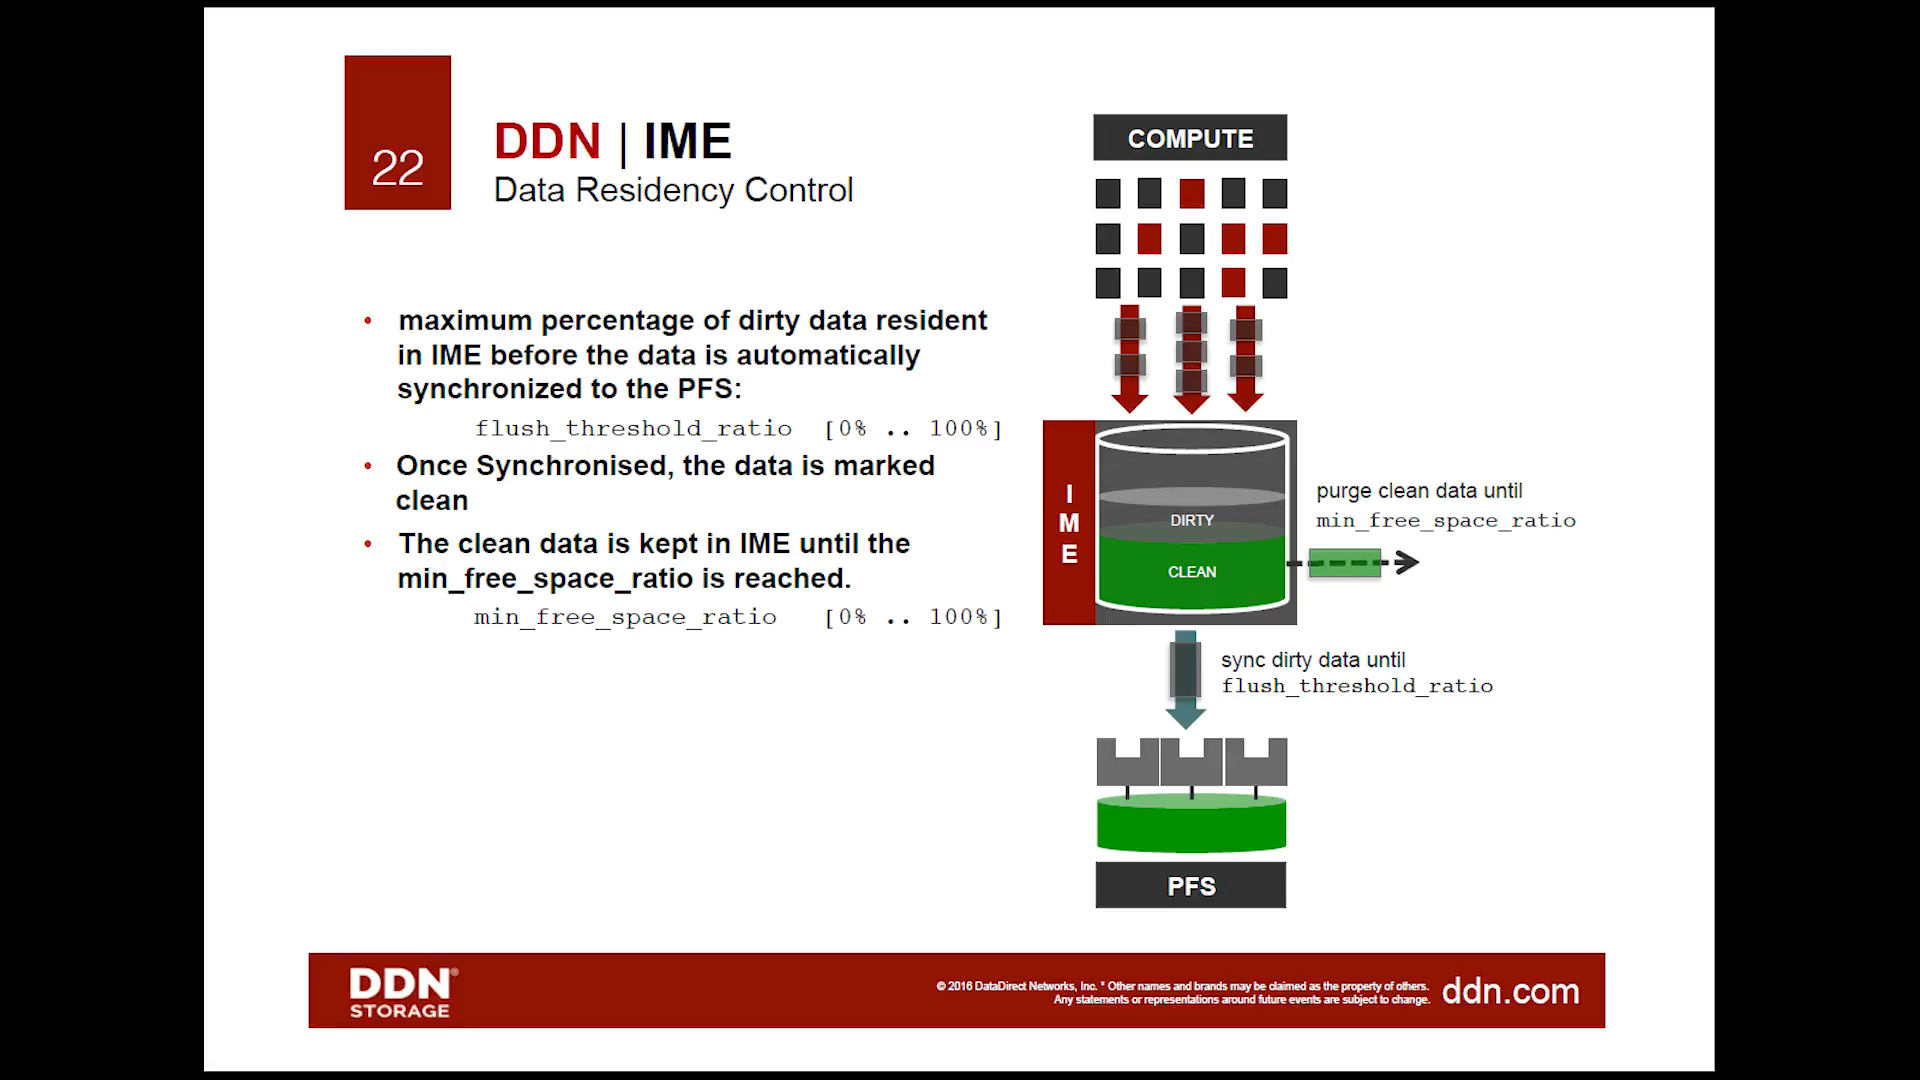 22
DDN | IME
Data Residency Control
• maximum percentage of dirty data resident
in IME before the data is automatically
synchronized to the PFS:
flush_threshold_ratio [0% .. 100%]
• Once Synchronised, the data is marked
clean
• The clean data is kept in IME until the
min_free_space_ratio is reached.
min_free_space_ratio [0% .. 100%]
COMPUTE
I
M
E
DIRTY
CLEAN
purge clean data until
min_free_space_ratio
sync dirty data until
flush_threshold_ratio
PFS
DDN®
STORAGE
© 2016 DataDirect Networks, Inc. * Other names and brands may be claimed as the property of others.
Any statements or representations around future events are subject to change.
ddn.com